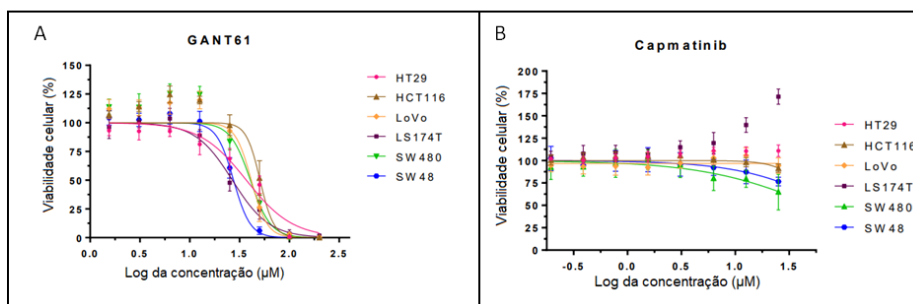 A
GANT61
Viabilidade celular (%)
150
125
100
75
50
25
0
0.0
0.5
1.0
1.5
2.0
2.5
Log da concentração (µM)
HT29
HCT116
LoVo
LS174T
SW480
SW48
B
Capmatinib
Viabilidade celular (%)
200
175
150
125
100
75
50
25
0
-0.5
0.0
0.5
1.0
1.5
Log da concentração (µM)
HT29
HCT116
LoVo
LS174T
SW480
SW48